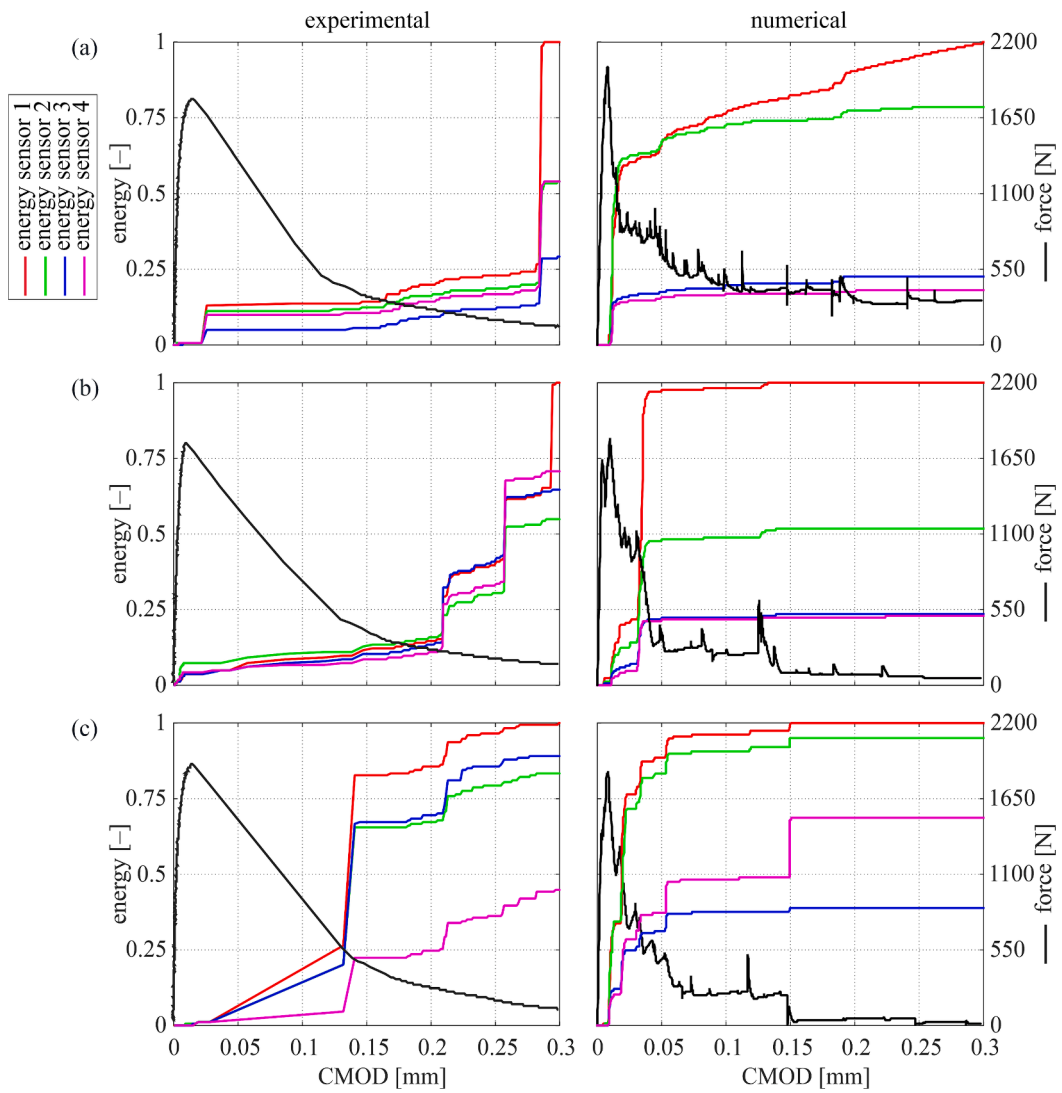 experimental
numerical
(a)
1
0.75
0.5
0.25
0
energy [–]
2200
1650
1100
550
0
force [N]
energy sensor 1
energy sensor 2
energy sensor 3
energy sensor 4
(b)
1
0.75
0.5
0.25
0
energy [–]
2200
1650
1100
550
0
force [N]
(c)
1
0.75
0.5
0.25
0
energy [–]
2200
1650
1100
550
0
force [N]
0 0.05 0.1 0.15 0.2 0.25 0.3
0 0.05 0.1 0.15 0.2 0.25 0.3
CMOD [mm]
CMOD [mm]